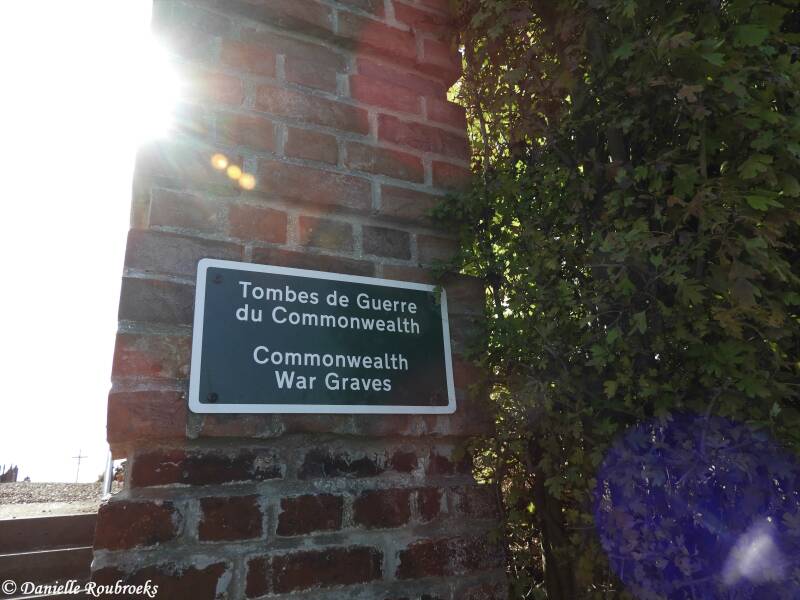 Tombes de Guerre
du Commonwealth
Commonwealth
War Graves
© Danielle Roubroeks